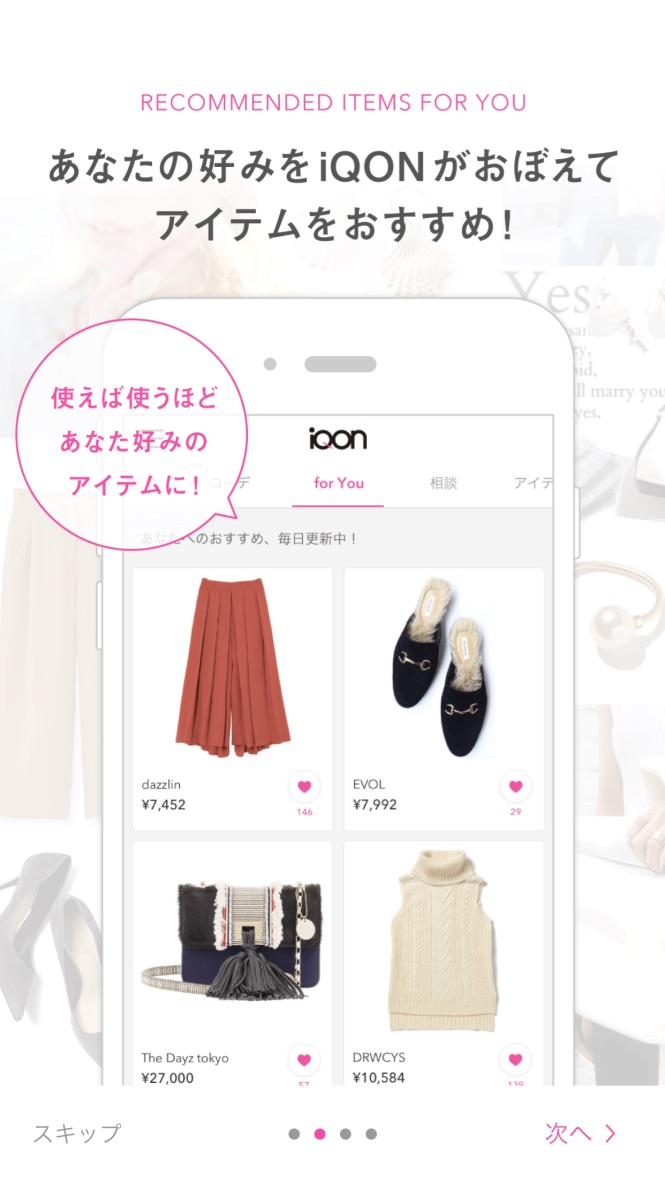 RECOMMENDED ITEMS FOR YOU
あなたの好みをiQONがおぼえて
アイテムをおすすめ！
使えば使うほど
あなた好みの
アイテムに！
iQON
コーデ
for You
相談
アイテ
あなたへのおすすめ、毎日更新中！
dazzlin
¥7,452
146
EVOL
¥7,992
29
The Dayz tokyo
¥27,000
57
DRWCYS
¥10,584
139
Yes
ll marry you
yes.
スキップ
次へ